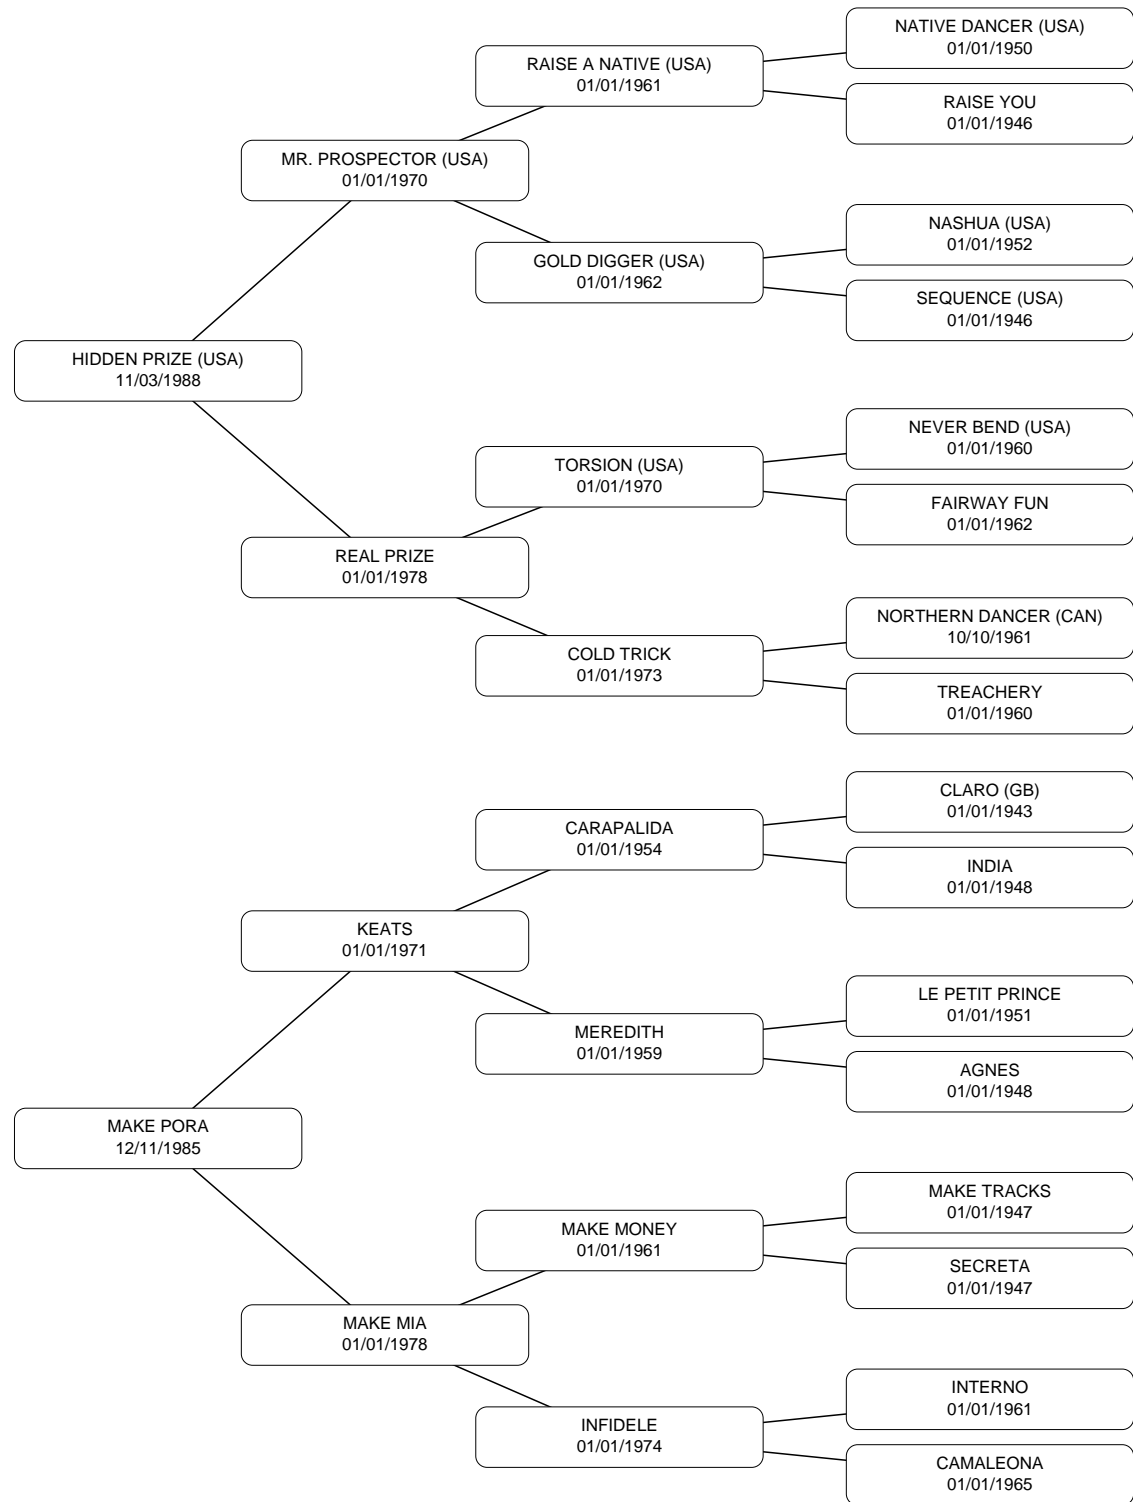 NATIVE DANCER (USA)
01/01/1950
RAISE A NATIVE (USA)
01/01/1961
RAISE YOU
01/01/1946
MR. PROSPECTOR (USA)
01/01/1970
NASHUA (USA)
01/01/1952
GOLD DIGGER (USA)
01/01/1962
SEQUENCE (USA)
01/01/1946
HIDDEN PRIZE (USA)
11/03/1988
NEVER BEND (USA)
01/01/1960
TORSION (USA)
01/01/1970
FAIRWAY FUN
01/01/1962
REAL PRIZE
01/01/1978
NORTHERN DANCER (CAN)
10/10/1961
COLD TRICK
01/01/1973
TREACHERY
01/01/1960
CLARO (GB)
01/01/1943
CARAPALIDA
01/01/1954
INDIA
01/01/1948
KEATS
01/01/1971
LE PETIT PRINCE
01/01/1951
MEREDITH
01/01/1959
AGNES
01/01/1948
MAKE PORA
12/11/1985
MAKE TRACKS
01/01/1947
MAKE MONEY
01/01/1961
SECRETA
01/01/1947
MAKE MIA
01/01/1978
INTERNO
01/01/1961
INFIDELE
01/01/1974
CAMALEONA
01/01/1965